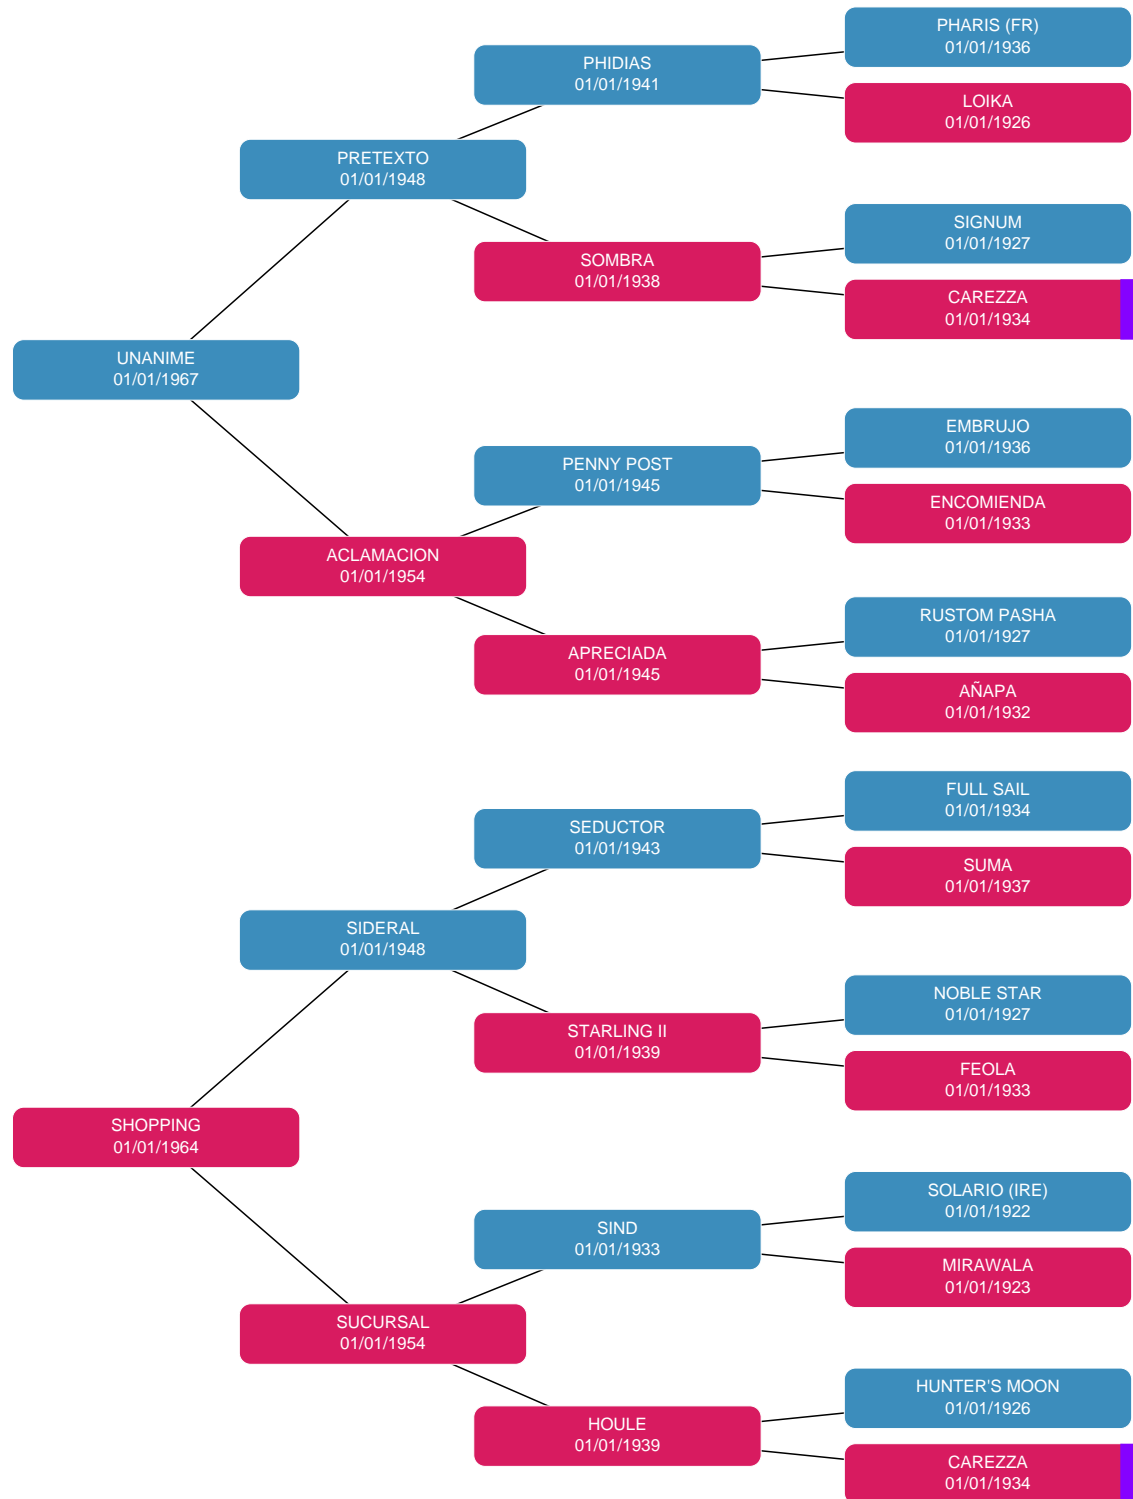 PHARIS (FR)
01/01/1936
PHIDIAS
01/01/1941
LOIKA
01/01/1926
PRETEXTO
01/01/1948
SIGNUM
01/01/1927
SOMBRA
01/01/1938
CAREZZA
01/01/1934
UNANIME
01/01/1967
EMBRUJO
01/01/1936
PENNY POST
01/01/1945
ENCOMIENDA
01/01/1933
ACLAMACION
01/01/1954
RUSTOM PASHA
01/01/1927
APRECIADA
01/01/1945
AÑAPA
01/01/1932
FULL SAIL
01/01/1934
SEDUCTOR
01/01/1943
SUMA
01/01/1937
SIDERAL
01/01/1948
NOBLE STAR
01/01/1927
STARLING II
01/01/1939
FEOLA
01/01/1933
SHOPPING
01/01/1964
SOLARIO (IRE)
01/01/1922
SIND
01/01/1933
MIRAWALA
01/01/1923
SUCURSAL
01/01/1954
HUNTER'S MOON
01/01/1926
HOULE
01/01/1939
CAREZZA
01/01/1934